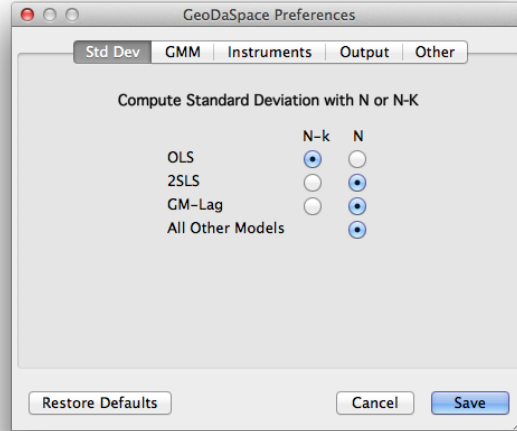 GeoDaSpace Preferences
Std Dev GMM Instruments Output Other
Compute Standard Deviation with N or N-K
N-k N
OLS
2SLS
GM-Lag
All Other Models
Restore Defaults Cancel Save